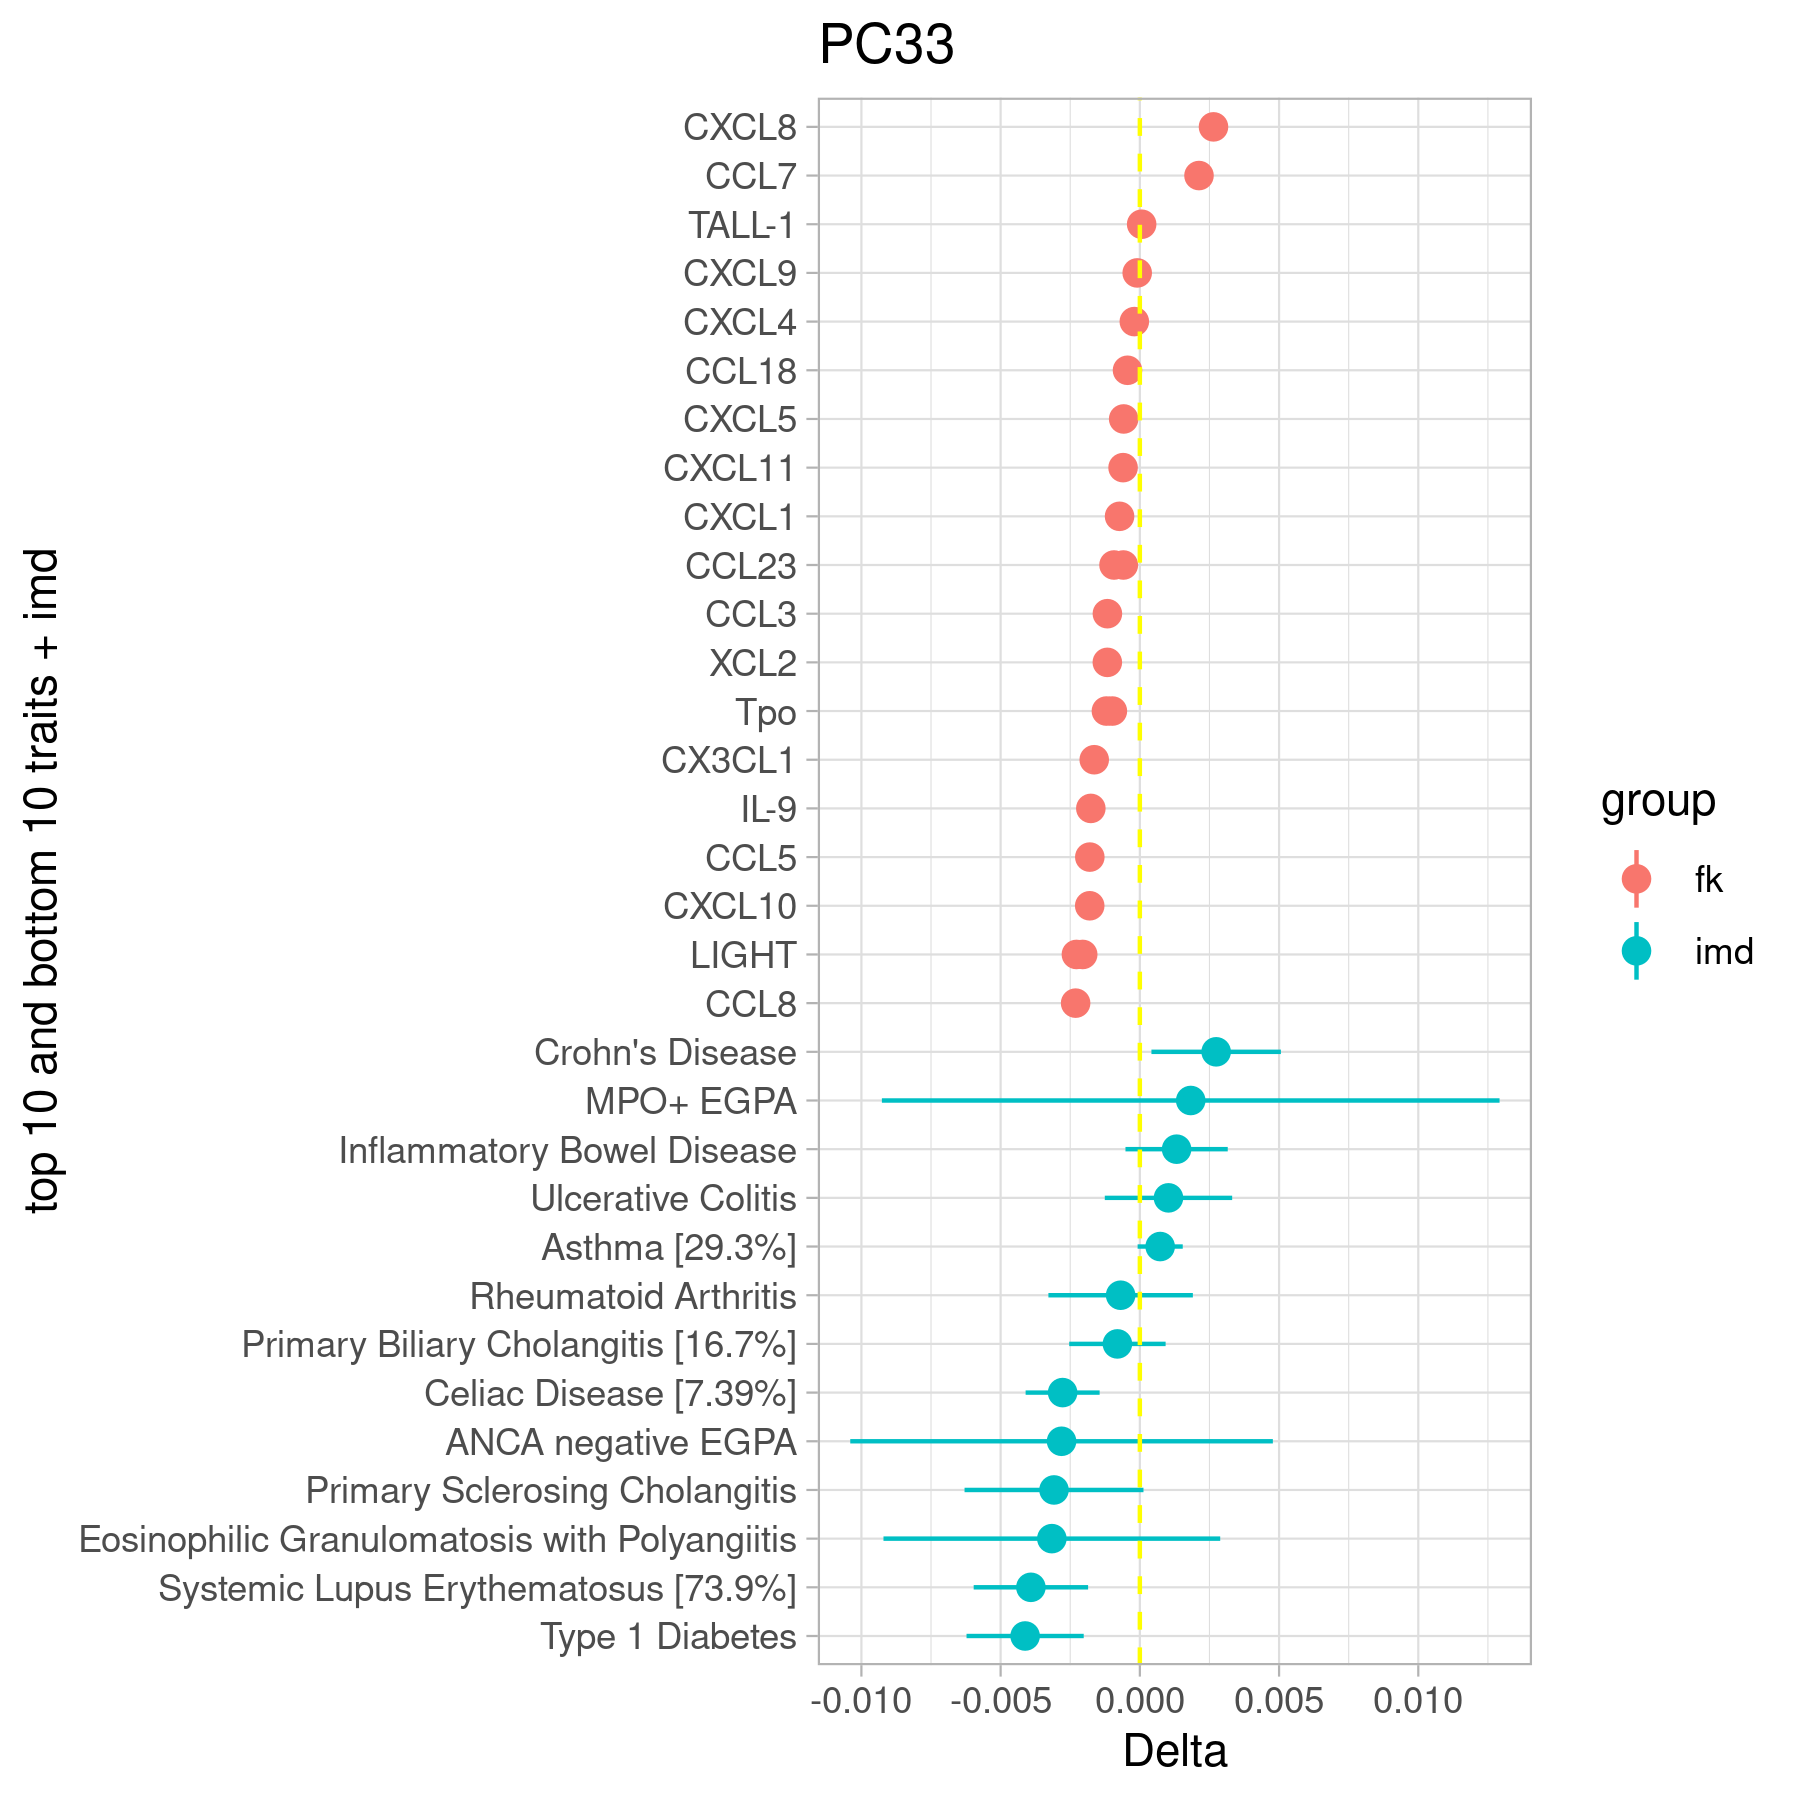 PC33
top 10 and bottom 10 traits + imd
CXCL8
CCL7
TALL-1
CXCL9
CXCL4
CCL18
CXCL5
CXCL11
CXCL1
CCL23
CCL3
XCL2
Tpo
CX3CL1
IL-9
CCL5
CXCL10
LIGHT
CCL8
Crohn's Disease
MPO+ EGPA
Inflammatory Bowel Disease
Ulcerative Colitis
Asthma [29.3%]
Rheumatoid Arthritis
Primary Biliary Cholangitis [16.7%]
Celiac Disease [7.39%]
ANCA negative EGPA
Primary Sclerosing Cholangitis
Eosinophilic Granulomatosis with Polyangiitis
Systemic Lupus Erythematosus [73.9%]
Type 1 Diabetes
-0.010 -0.005 0.000 0.005 0.010
Delta
group
fk
imd